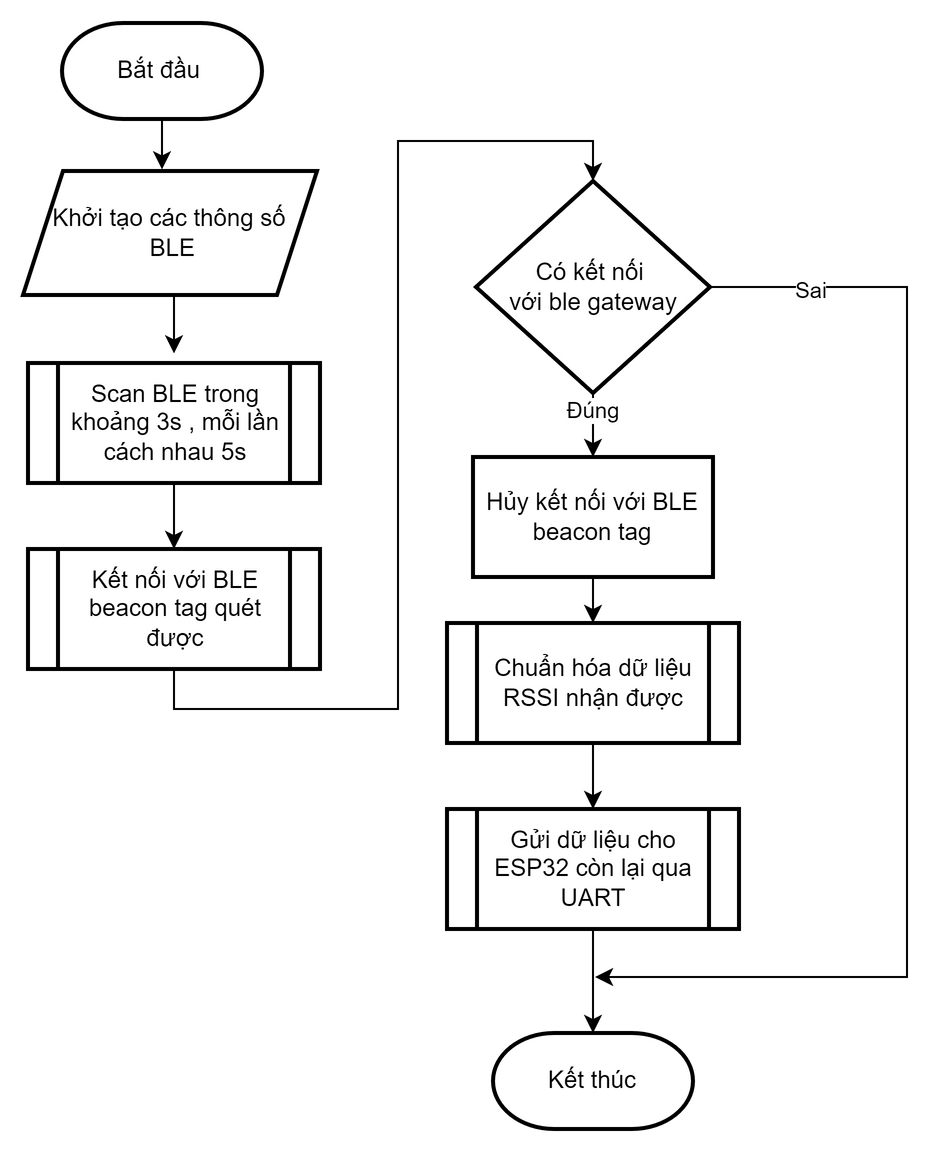 Bắt đầu
Khởi tạo các thông số
BLE
Scan BLE trong
khoảng 3s , mỗi lần
cách nhau 5s
Kết nối với BLE
beacon tag quét
được
Có kết nối
với ble gateway
Sai
Đúng
Hủy kết nối với BLE
beacon tag
Chuẩn hóa dữ liệu
RSSI nhận được
Gửi dữ liệu cho
ESP32 còn lại qua
UART
Kết thúc